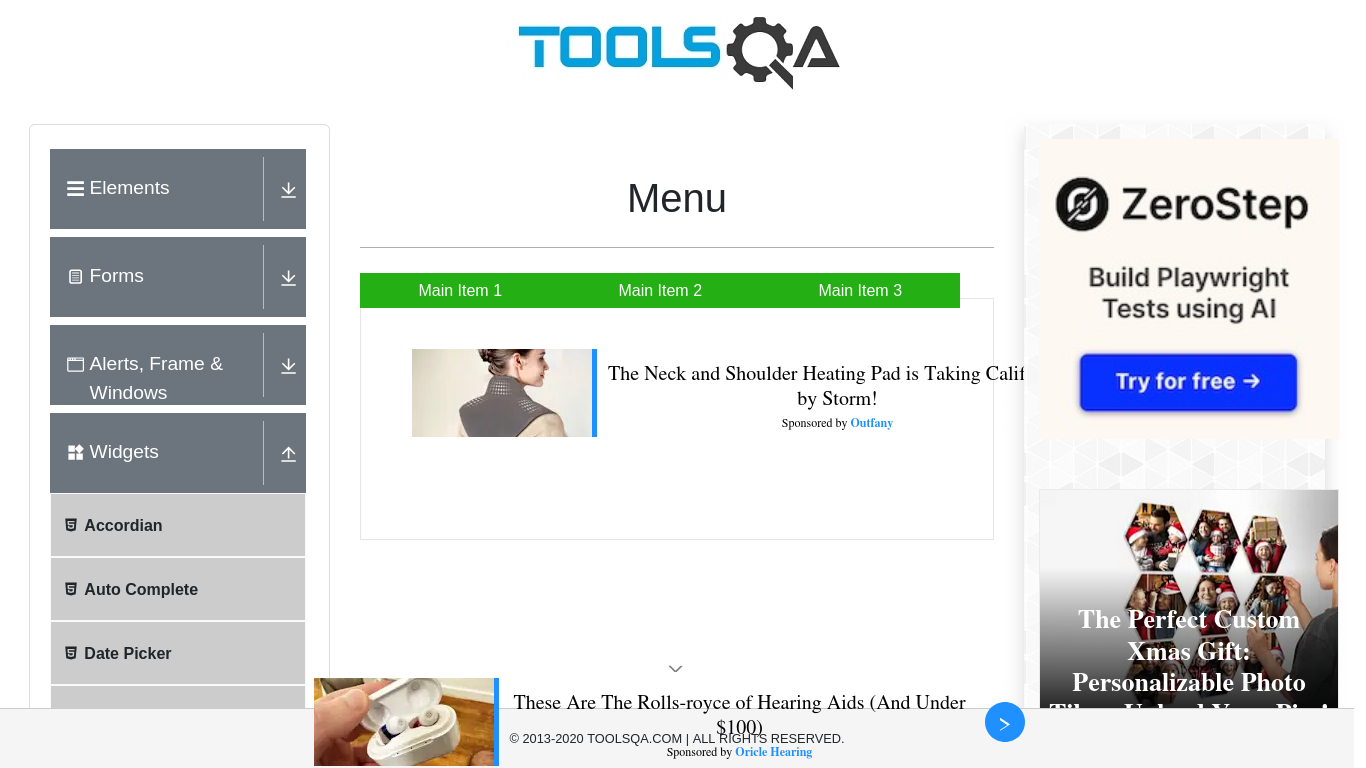 TOOLSQA
Elements
Forms
Alerts, Frame &
Windows
Widgets
Accordian
Auto Complete
Date Picker
Menu
Main Item 1
Main Item 2
Main Item 3
The Neck and Shoulder Heating Pad is Taking Calif
by Storm!
Sponsored by Outfany
ZeroStep
Build Playwright
Tests using AI
Try for free →
The Perfect Custom
Xmas Gift:
Personalizable Photo
These Are The Rolls-royce of Hearing Aids (And Under
$100)
Sponsored by Oricle Hearing
© 2013-2020 TOOLSQA.COM | ALL RIGHTS RESERVED.